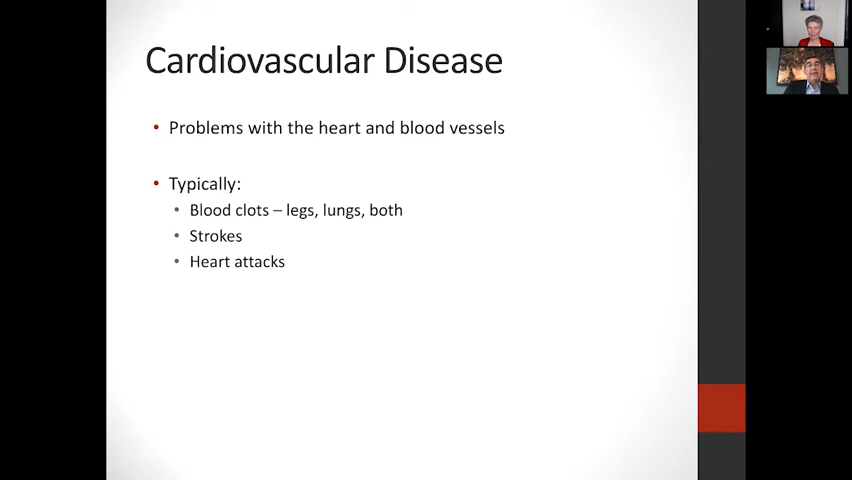 Cardiovascular Disease
• Problems with the heart and blood vessels
• Typically:
• Blood clots – legs, lungs, both
• Strokes
• Heart attacks